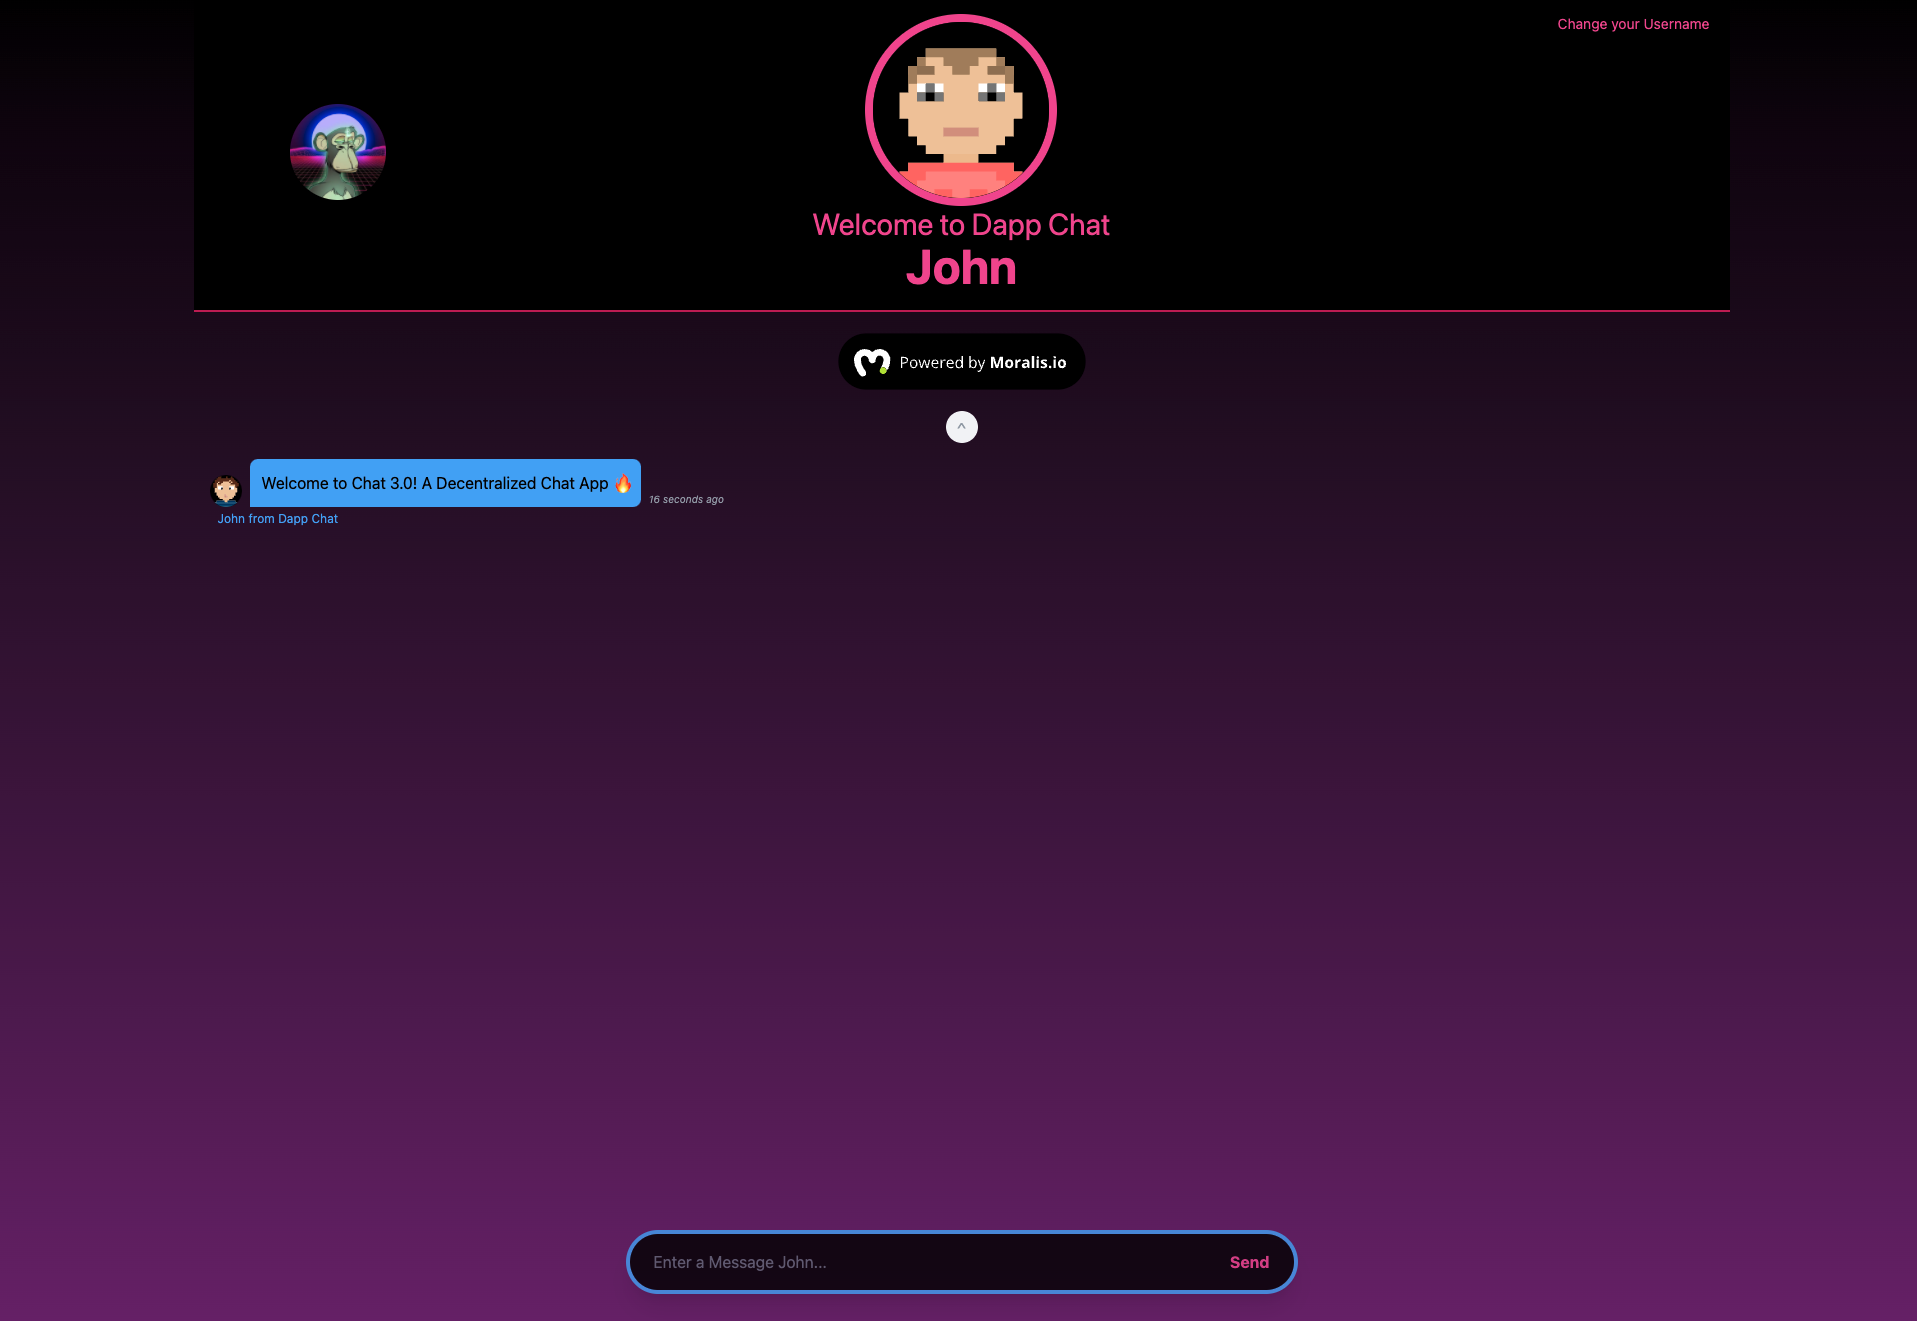 Change your Username
Welcome to Dapp Chat
John
Powered by Moralis.io
^
Welcome to Chat 3.0! A Decentralized Chat App 🔥
16 seconds ago
John from Dapp Chat
Enter a Message John...
Send